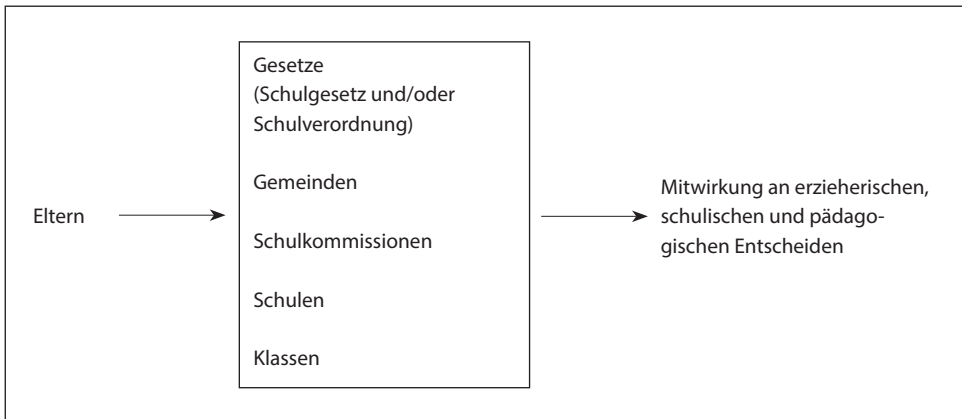 Eltern
Gesetze
(Schulgesetz und/oder
Schulverordnung)
Gemeinden
Schulkommissionen
Schulen
Klassen
Mitwirkung an erzieherischen,
schulischen und pädago-
gischen Entscheiden